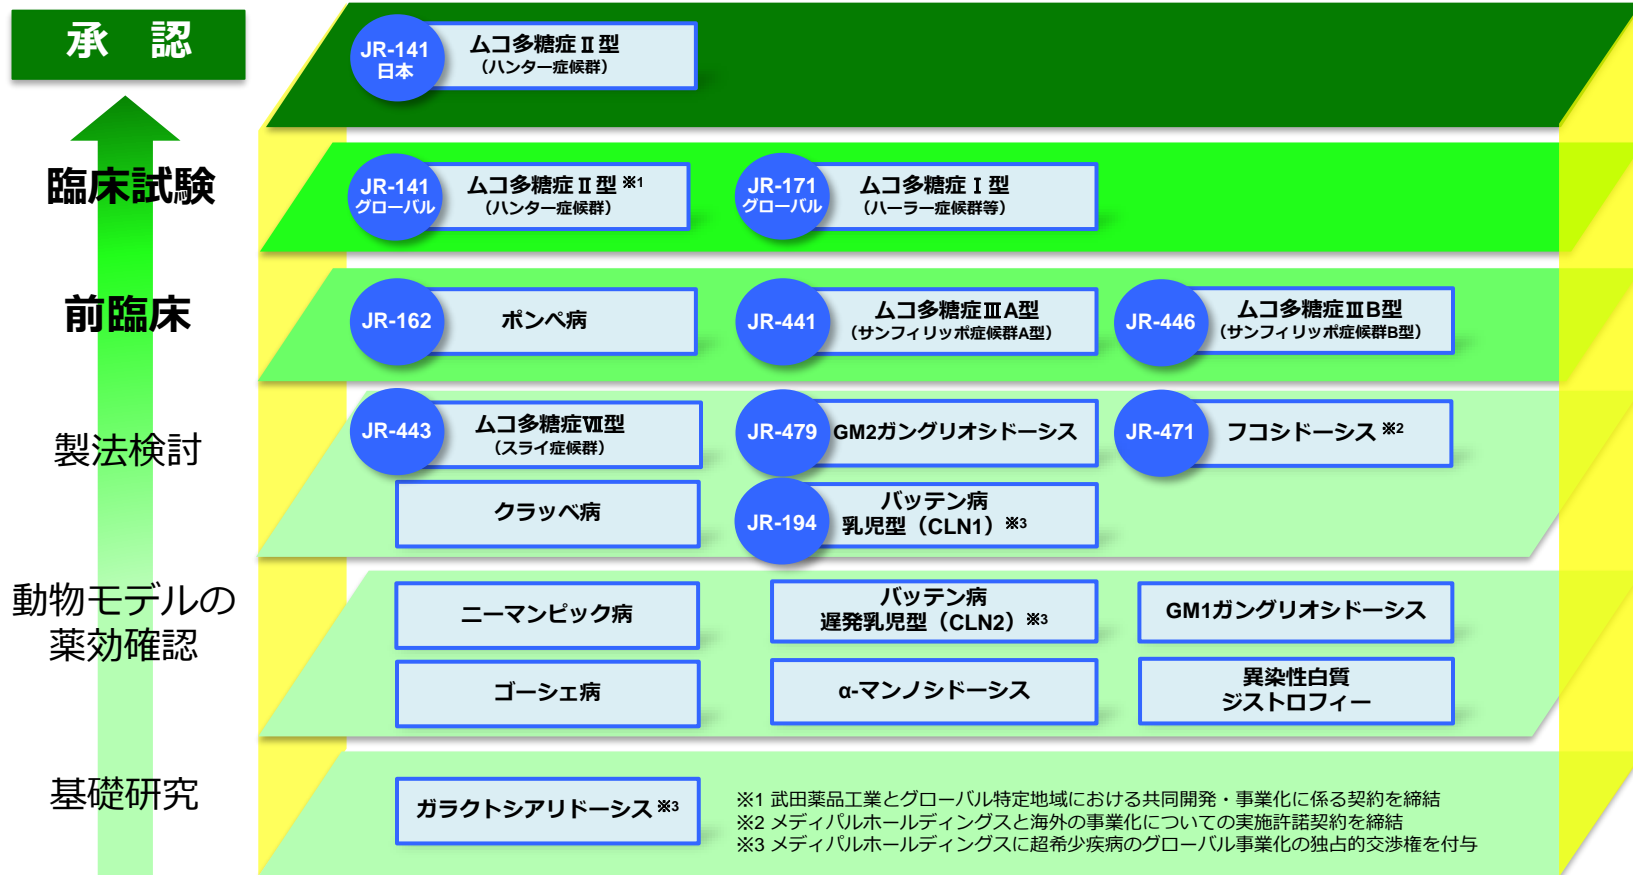 承　認
JR-141
日本
ムコ多糖症Ⅱ型
（ハンター症候群）
臨床試験
JR-141
グローバル
ムコ多糖症Ⅱ型 ※1
（ハンター症候群）
JR-171
グローバル
ムコ多糖症Ⅰ型
（ハーラー症候群等）
前臨床
JR-162
ポンペ病
JR-441
ムコ多糖症ⅢA型
（サンフィリッポ症候群A型）
JR-446
ムコ多糖症ⅢB型
（サンフィリッポ症候群B型）
製法検討
JR-443
ムコ多糖症Ⅶ型
（スライ症候群）
JR-479
GM2ガングリオシドーシス
JR-471
フコシドーシス ※2
クラッベ病
JR-194
バッテン病
乳児型（CLN1）※3
動物モデルの
薬効確認
ニーマンピック病
バッテン病
遅発乳児型（CLN2）※3
GM1ガングリオシドーシス
ゴーシェ病
α-マンノシドーシス
異染性白質
ジストロフィー
基礎研究
ガラクトシアリドーシス ※3
※1 武田薬品工業とグローバル特定地域における共同開発・事業化に係る契約を締結
※2 メディパルホールディングスと海外の事業化についての実施許諾契約を締結
※3 メディパルホールディングスに超希少疾病のグローバル事業化の独占的交渉権を付与